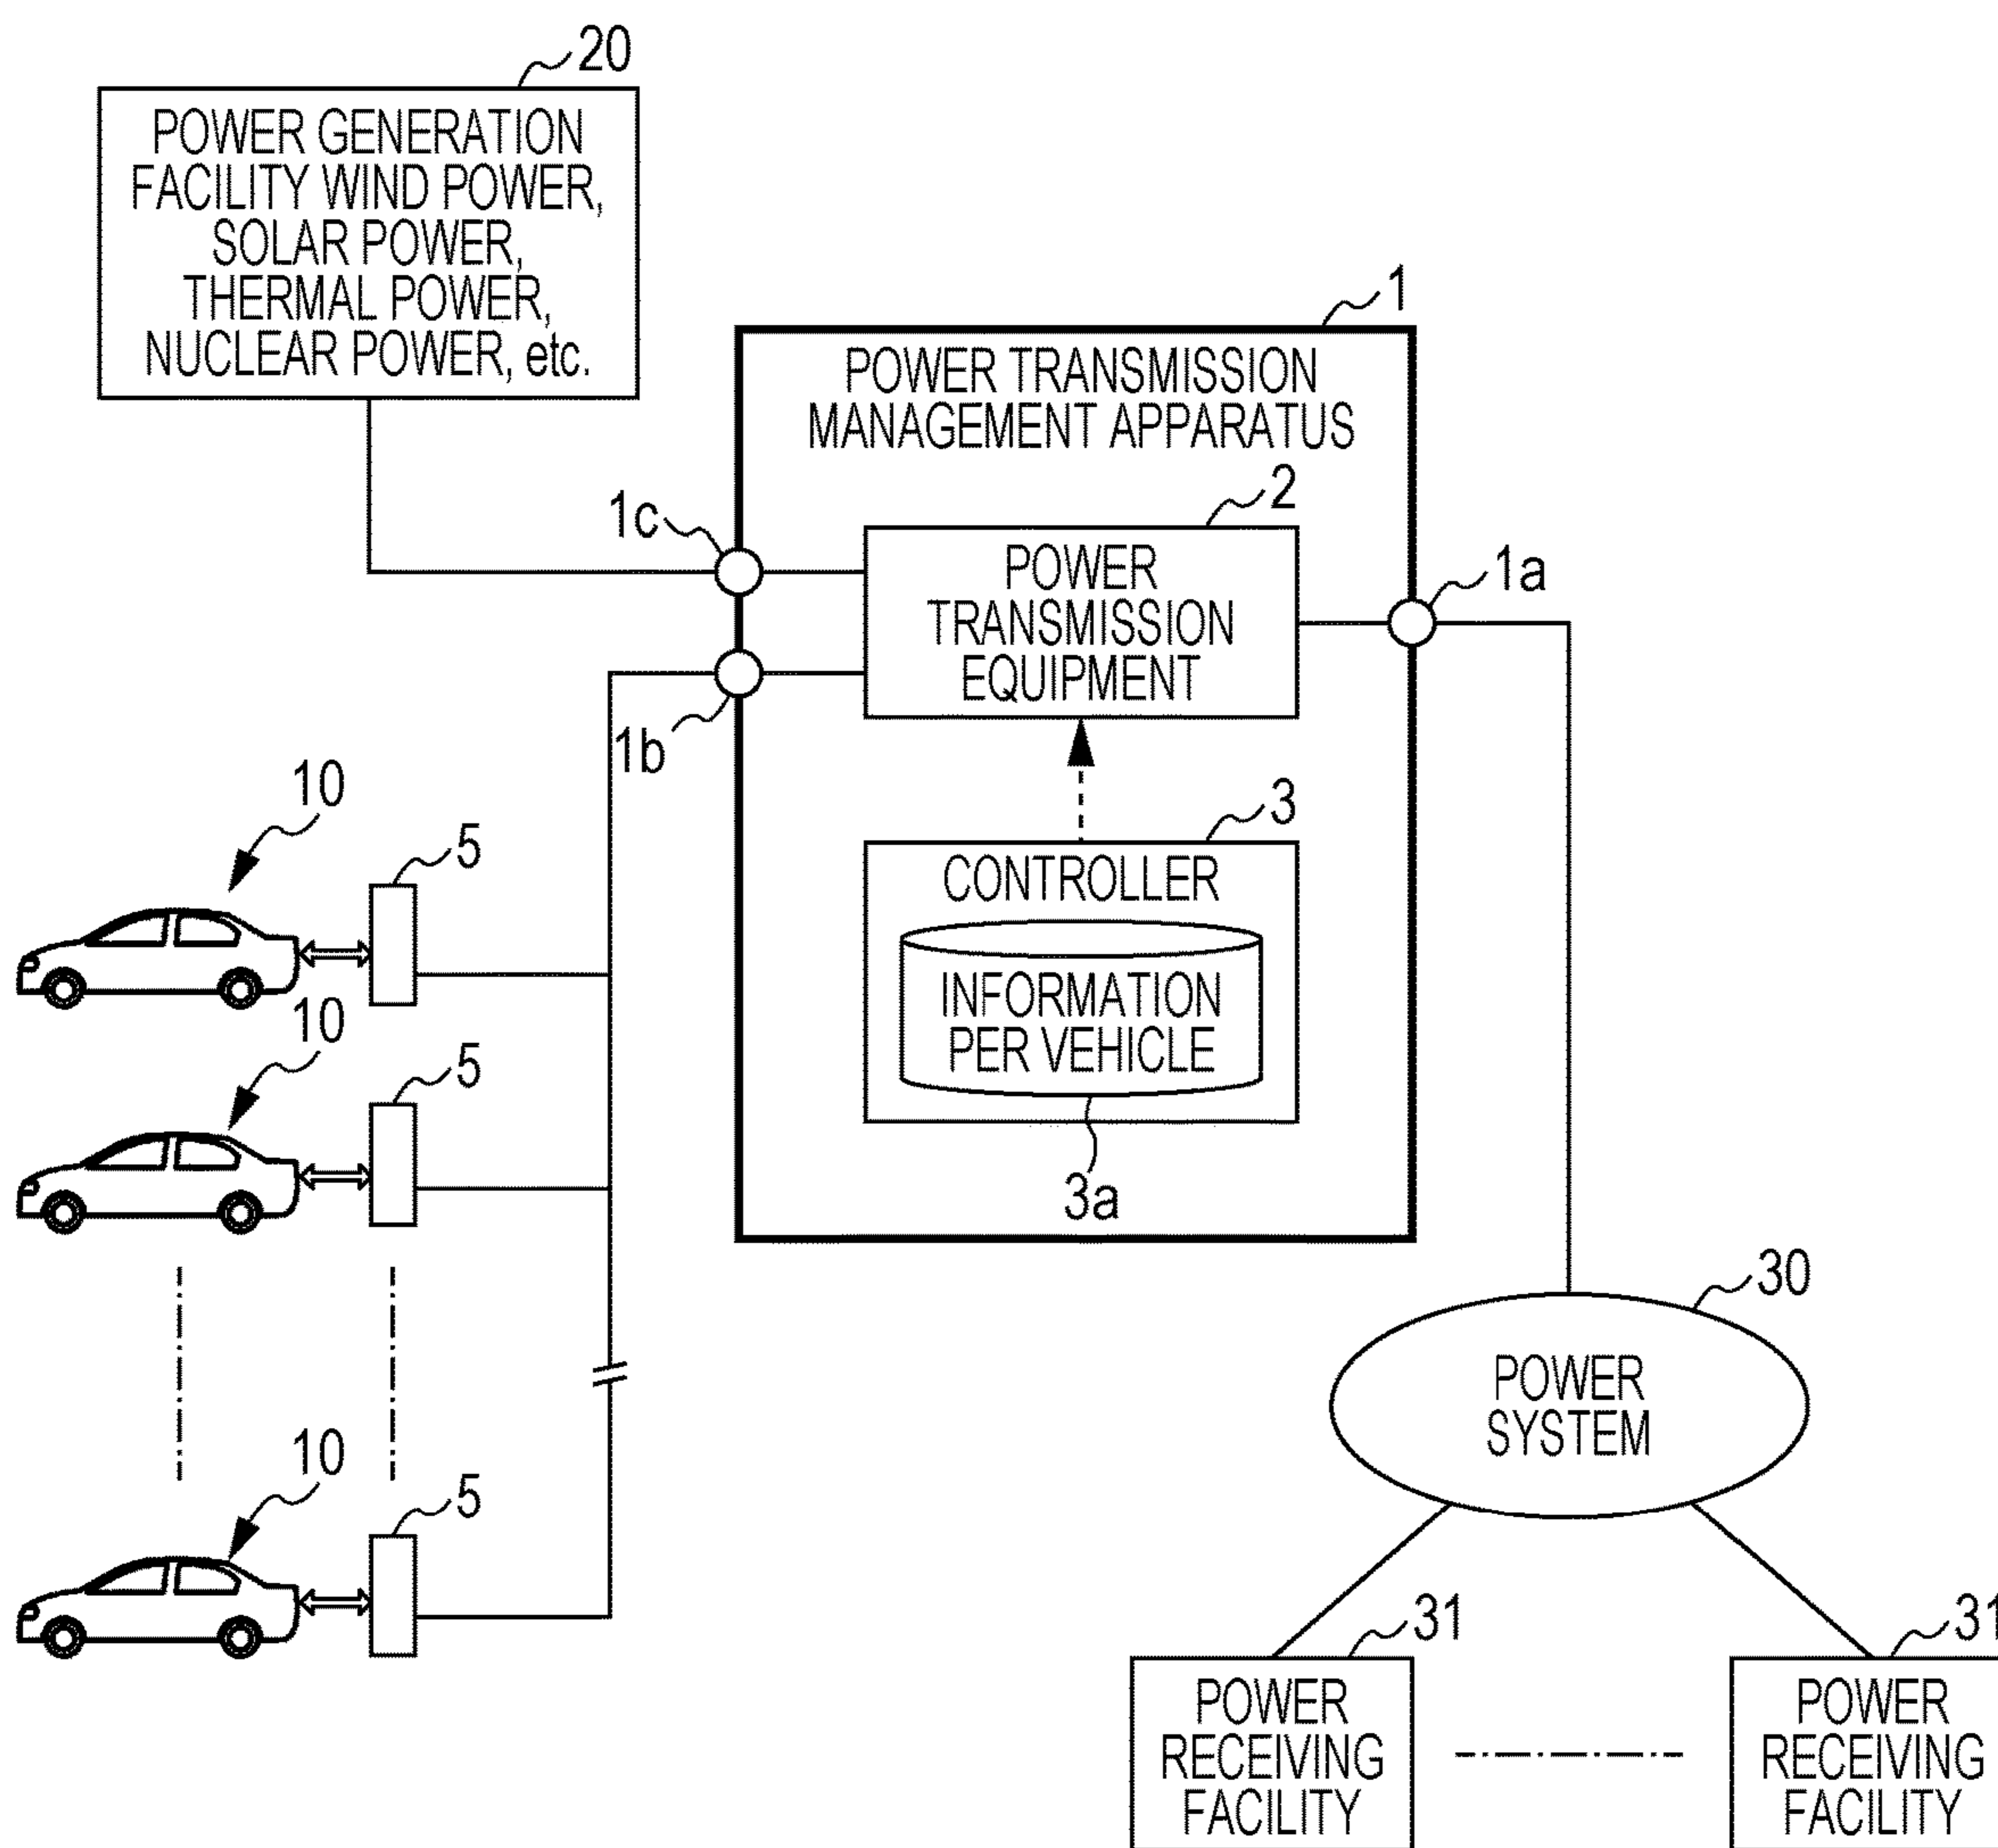 20
POWER GENERATION
FACILITY WIND POWER,
SOLAR POWER,
THERMAL POWER,
NUCLEAR POWER, etc.
1
POWER TRANSMISSION
MANAGEMENT APPARATUS
2
1c
POWER
TRANSMISSION
EQUIPMENT
1a
1b
10
5
3
CONTROLLER
INFORMATION
PER VEHICLE
3a
10
5
30
POWER
SYSTEM
10
5
31
POWER
RECEIVING
FACILITY
31
POWER
RECEIVING
FACILITY